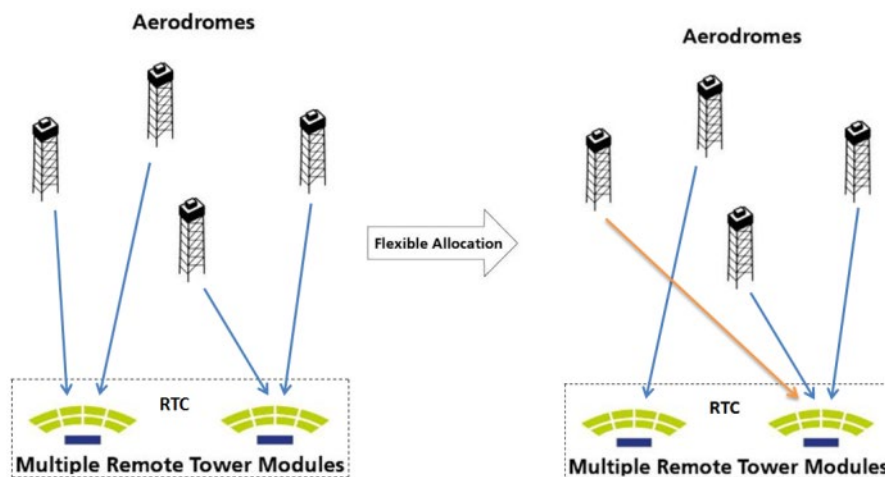 Aerodromes
RTC
Multiple Remote Tower Modules
Flexible Allocation
Aerodromes
RTC
Multiple Remote Tower Modules